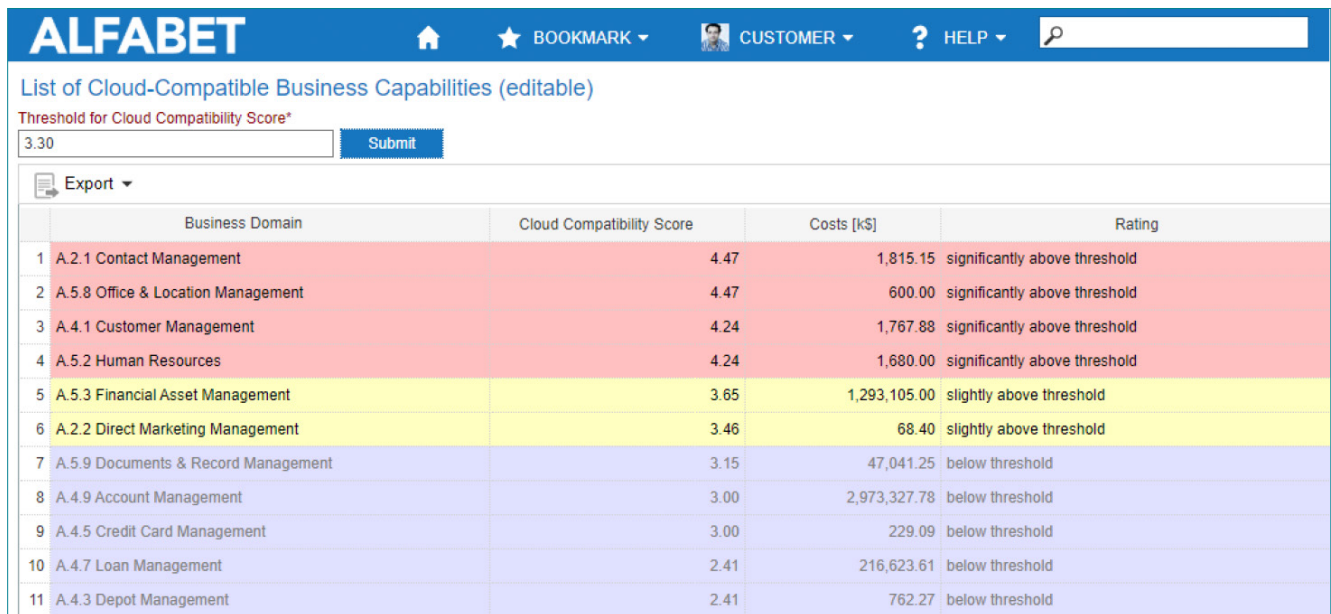 ALFABET BOOKMARK CUSTOMER ? HELP
List of Cloud-Compatible Business Capabilities (editable)
Threshold for Cloud Compatibility Score*
3.30 Submit
Export
Business Domain Cloud Compatibility Score Costs [k$] Rating
1 A.2.1 Contact Management 4.47 1,815.15 significantly above threshold
2 A.5.8 Office & Location Management 4.47 600.00 significantly above threshold
3 A.4.1 Customer Management 4.24 1,767.88 significantly above threshold
4 A.5.2 Human Resources 4.24 1,680.00 significantly above threshold
5 A.5.3 Financial Asset Management 3.65 1,293,105.00 slightly above threshold
6 A.2.2 Direct Marketing Management 3.46 68.40 slightly above threshold
7 A.5.9 Documents & Record Management 3.15 47,041.25 below threshold
8 A.4.9 Account Management 3.00 2,973,327.78 below threshold
9 A.4.5 Credit Card Management 3.00 229.09 below threshold
10 A.4.7 Loan Management 2.41 216,623.61 below threshold
11 A.4.3 Depot Management 2.41 762.27 below threshold